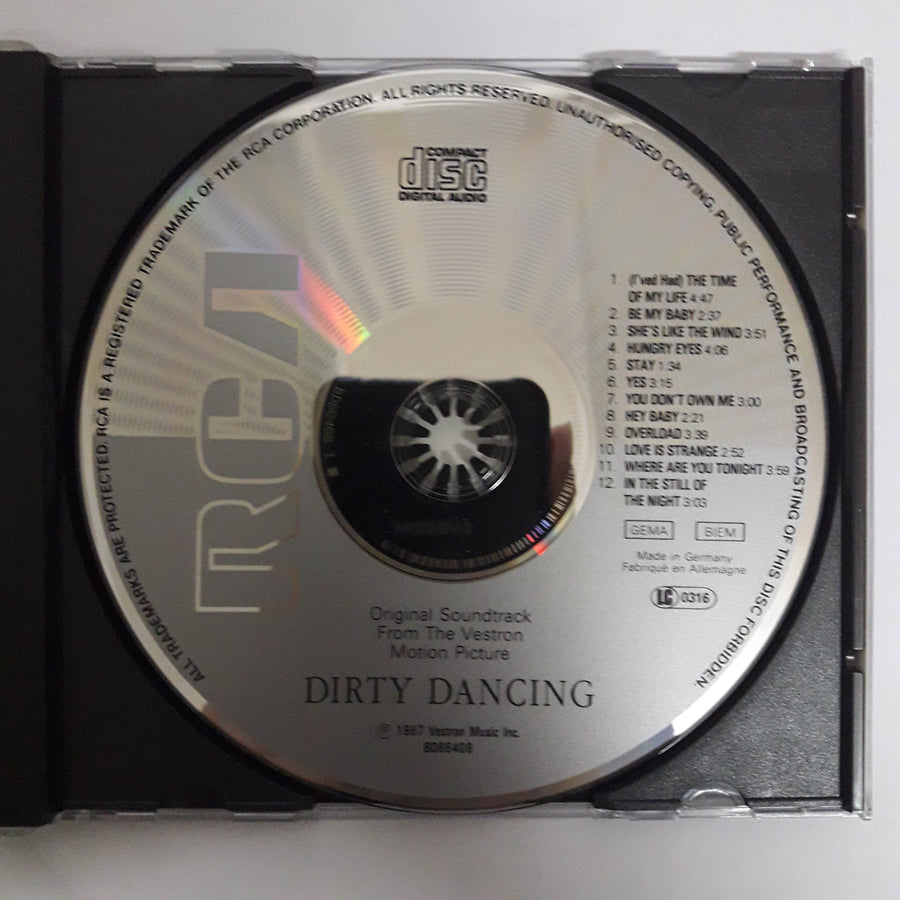 ALL TRADEMARKS ARE PROTECTED. RCA IS A REGISTERED TRADEMARK OF THE RCA CORPORATION. ALL RIGHTS RESERVED. UNAUTHORISED COPYING, PUBLIC PERFORMANCE AND BROADCASTING OF THIS DISC FORBIDDEN
COMPACT
disc
DIGITAL AUDIO
RCA
1. (I'ved Had) THE TIME
OF MY LIFE 4:47
2. BE MY BABY 2:37
3. SHE'S LIKE THE WIND 3:51
4. HUNGRY EYES 4:06
5. STAY 1:34
6. YES 3:15
7. YOU DON'T OWN ME 3:00
8. HEY BABY 2:21
9. OVERLOAD 3:39
10. LOVE IS STRANGE 2:52
11. WHERE ARE YOU TONIGHT 3:59
12. IN THE STILL OF
THE NIGHT 3:03
GEMA BIEM
Made in Germany
Fabriqué en Allemagne
LC 0316
Original Soundtrack
From The Vestron
Motion Picture
DIRTY DANCING
℗ 1987 Vestron Music Inc.
BD86408